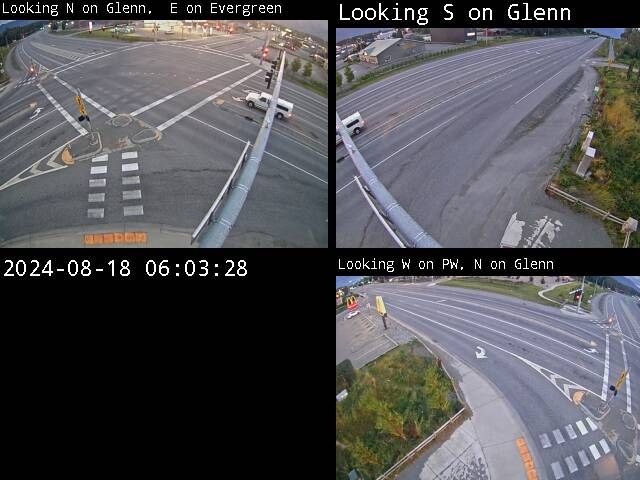 Looking N on Glenn,  E on Evergreen
Looking S on Glenn
2024-08-18 06:03:28
Looking W on PW, N on Glenn